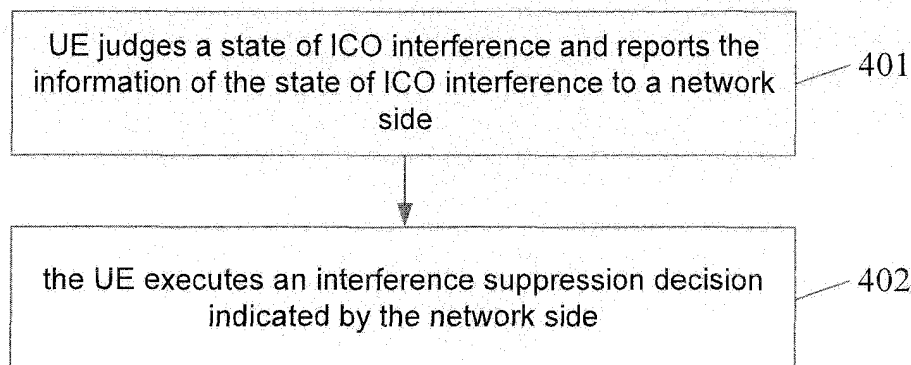 UE judges a state of ICO interference and reports the
information of the state of ICO interference to a network
side
401
the UE executes an interference suppression decision
indicated by the network side
402